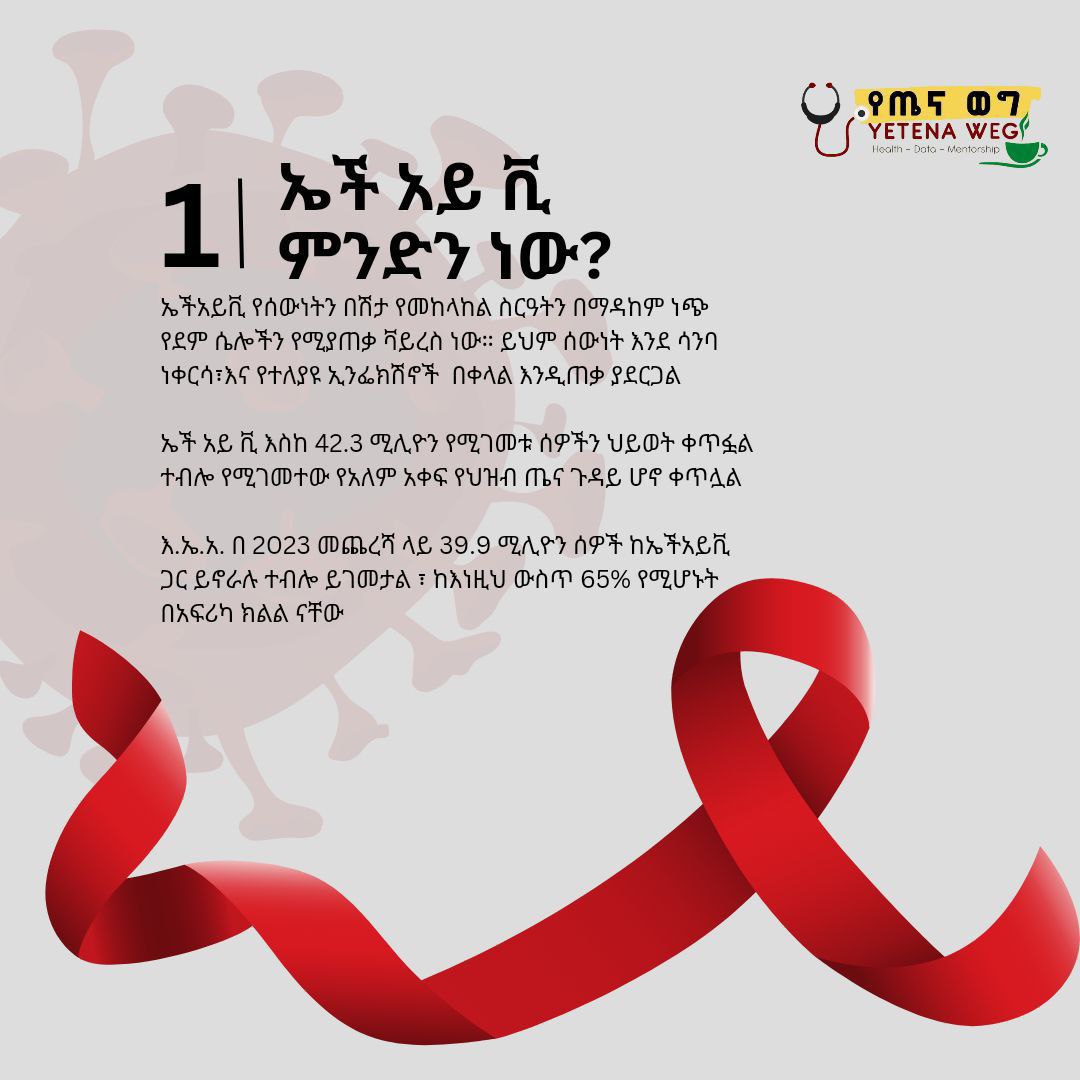 የጤና ወግ
YETENA WEG
Health - Data - Mentorship
1
ኤች አይ ቪ
ምንድን ነው?
ኤችአይቪ የሰውነትን በሽታ የመከላከል ስርዓትን በማዳከም ነጭ
የደም ሴሎችን የሚያጠቃ ቫይረስ ነው። ይህም ሰውነት እንደ ሳንባ
ነቀርሳ፣እና የተለያዩ ኢንፌክሽኖች በቀላል እንዲጠቃ ያደርጋል
ኤች አይ ቪ እስከ 42.3 ሚሊዮን የሚገመቱ ሰዎችን ህይወት ቀጥፏል
ተብሎ የሚገመተው የአለም አቀፍ የህዝብ ጤና ጉዳይ ሆኖ ቀጥሏል
እ.ኤ.አ. በ 2023 መጨረሻ ላይ 39.9 ሚሊዮን ሰዎች ከኤችአይቪ
ጋር ይኖራሉ ተብሎ ይገመታል ፣ ከእነዚህ ውስጥ 65% የሚሆኑት
በአፍሪካ ክልል ናቸው